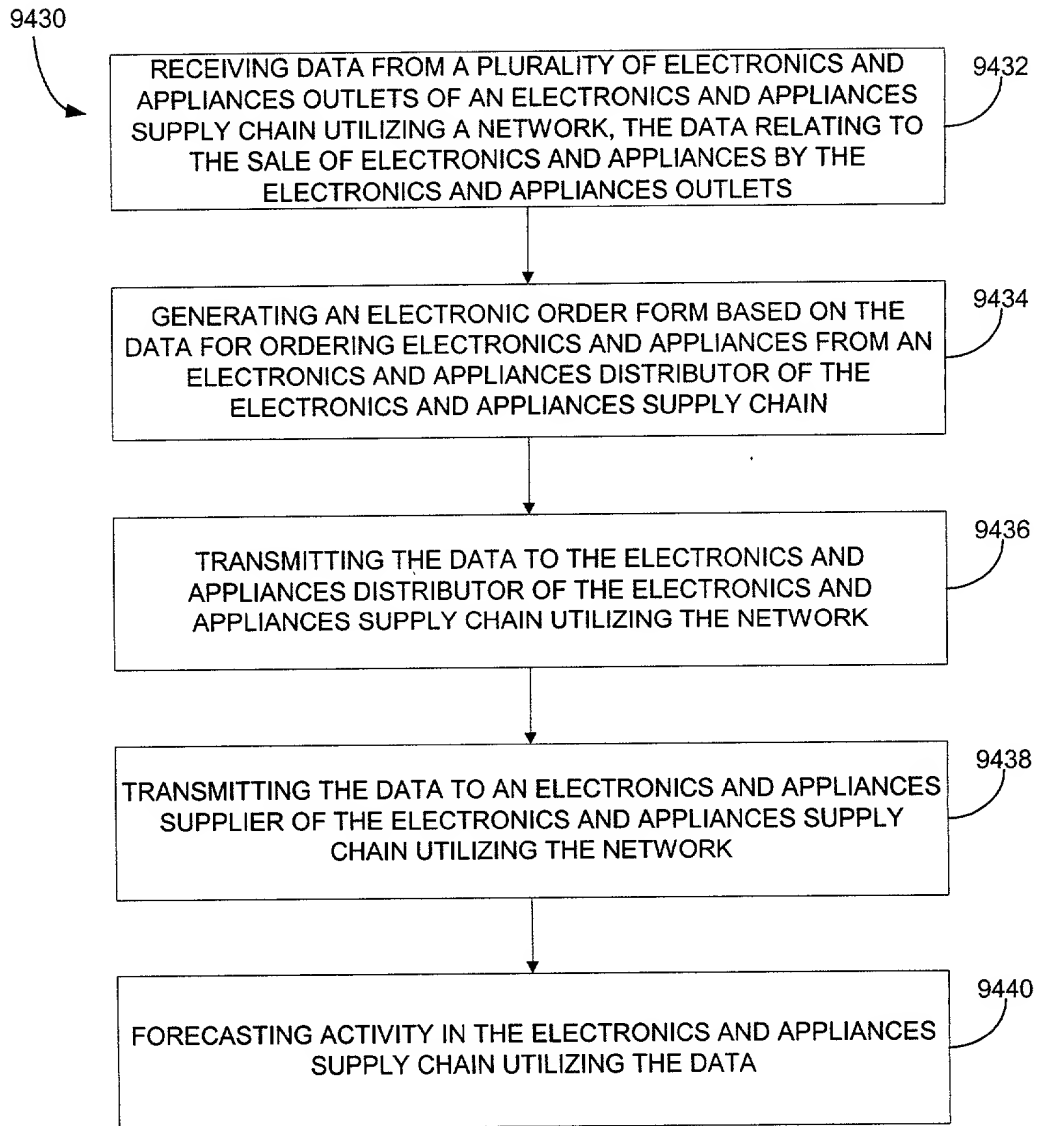 9430
RECEIVING DATA FROM A PLURALITY OF ELECTRONICS AND
APPLIANCES OUTLETS OF AN ELECTRONICS AND APPLIANCES
SUPPLY CHAIN UTILIZING A NETWORK, THE DATA RELATING TO
THE SALE OF ELECTRONICS AND APPLIANCES BY THE
ELECTRONICS AND APPLIANCES OUTLETS
9432
GENERATING AN ELECTRONIC ORDER FORM BASED ON THE
DATA FOR ORDERING ELECTRONICS AND APPLIANCES FROM AN
ELECTRONICS AND APPLIANCES DISTRIBUTOR OF THE
ELECTRONICS AND APPLIANCES SUPPLY CHAIN
9434
TRANSMITTING THE DATA TO THE ELECTRONICS AND
APPLIANCES DISTRIBUTOR OF THE ELECTRONICS AND
APPLIANCES SUPPLY CHAIN UTILIZING THE NETWORK
9436
TRANSMITTING THE DATA TO AN ELECTRONICS AND APPLIANCES
SUPPLIER OF THE ELECTRONICS AND APPLIANCES SUPPLY
CHAIN UTILIZING THE NETWORK
9438
FORECASTING ACTIVITY IN THE ELECTRONICS AND APPLIANCES
SUPPLY CHAIN UTILIZING THE DATA
9440